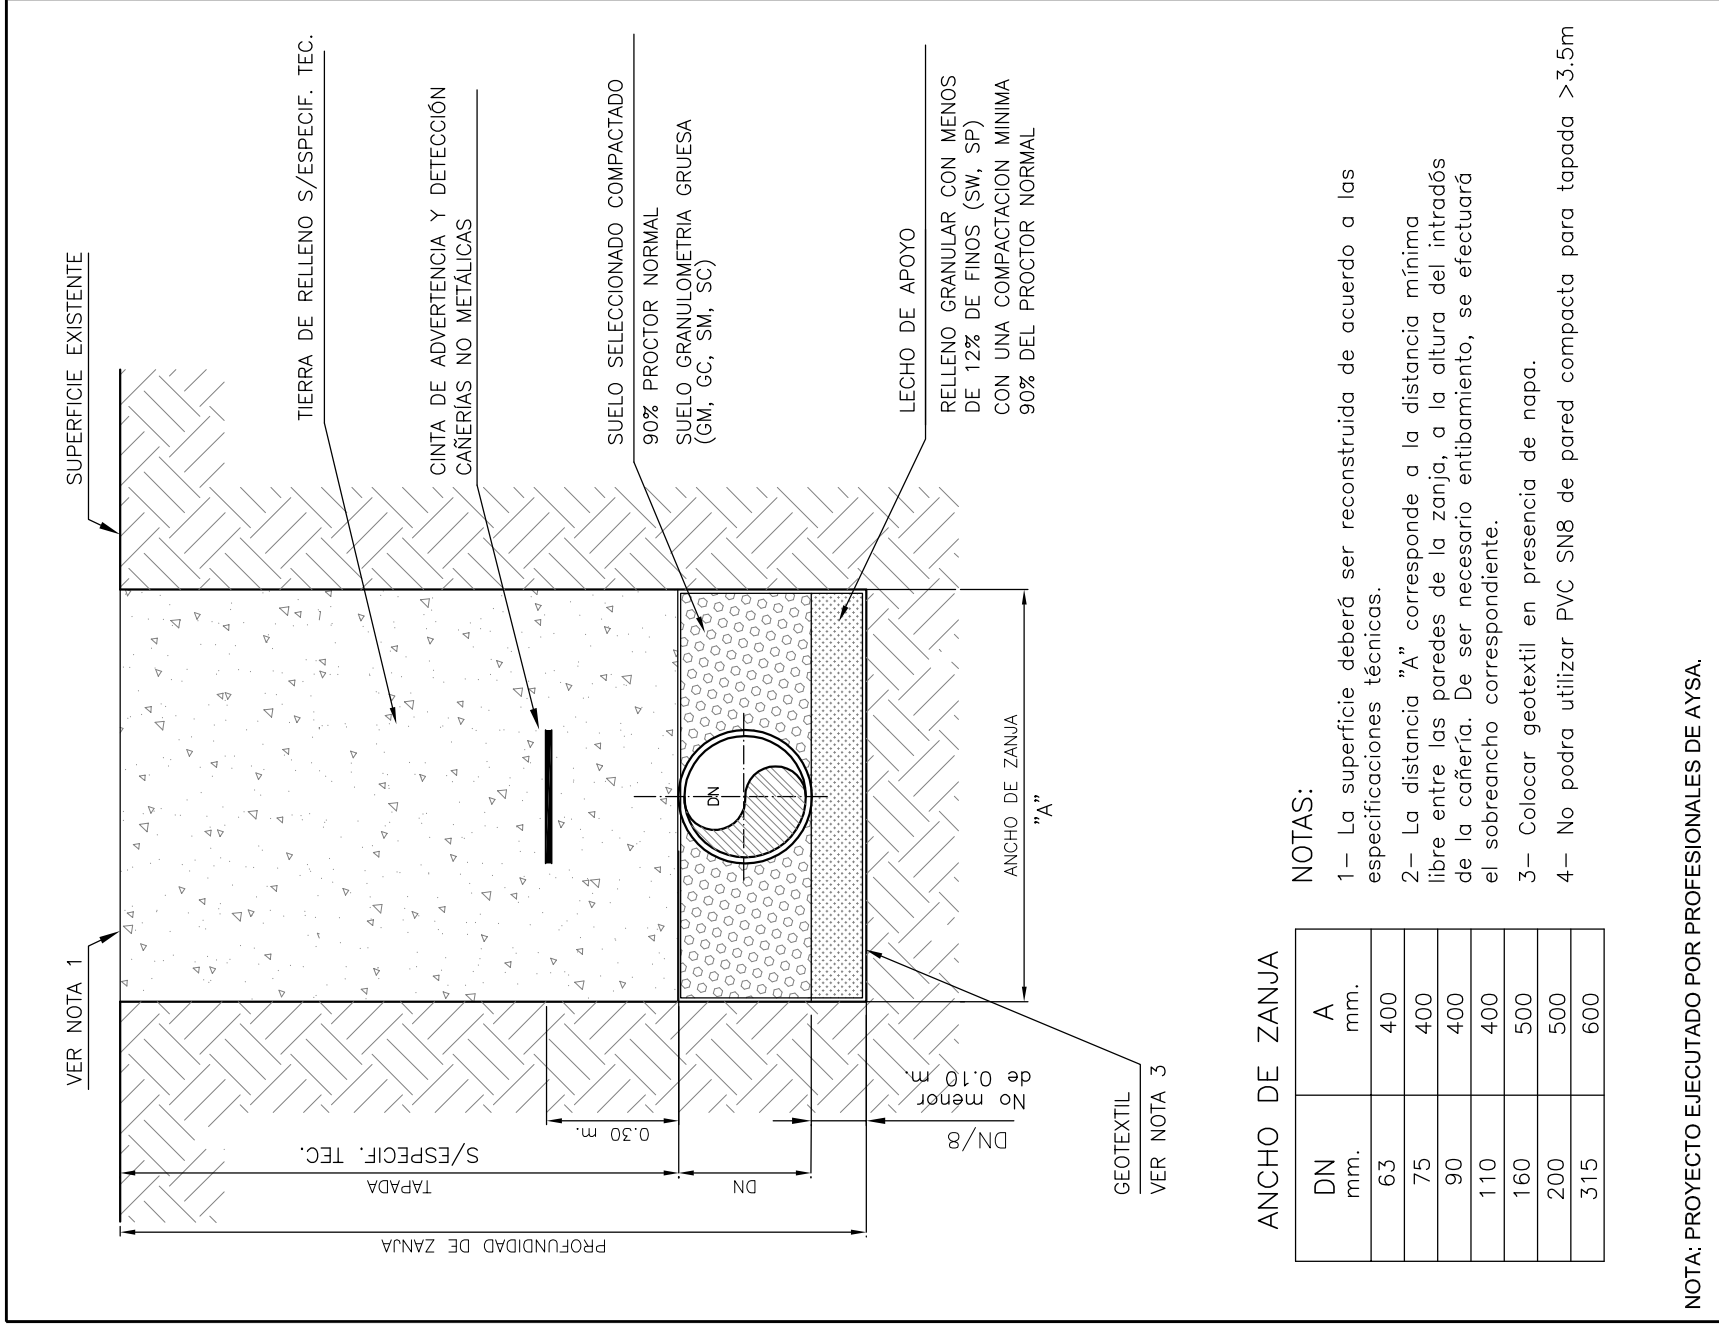 SUPERFICIE EXISTENTE
VER NOTA 1
TIERRA DE RELLENO S/ESPECIF. TEC.
CINTA DE ADVERTENCIA Y DETECCIÓN
CAÑERÍAS NO METÁLICAS
SUELO SELECCIONADO COMPACTADO
90% PROCTOR NORMAL
SUELO GRANULOMETRIA GRUESA
(GM, GC, SM, SC)
LECHO DE APOYO
RELLENO GRANULAR CON MENOS
DE 12% DE FINOS (SW, SP)
CON UNA COMPACTACION MINIMA
90% DEL PROCTOR NORMAL
PROFUNDIDAD DE ZANJA
TAPADA
S/ESPECIF. TEC.
0.30 m.
DN
DN
DN/8
No menor
de 0.10 m.
ANCHO DE ZANJA
"A"
GEOTEXTIL
VER NOTA 3
ANCHO DE ZANJA
DN A
mm. mm.
63 400
75 400
90 400
110 400
160 500
200 500
315 600
NOTAS:
1– La superficie deberá ser reconstruida de acuerdo a las
especificaciones técnicas.
2– La distancia "A" corresponde a la distancia mínima
libre entre las paredes de la zanja, a la altura del intradós
de la cañería. De ser necesario entibamiento, se efectuará
el sobreancho correspondiente.
3– Colocar geotextil en presencia de napa.
4– No podra utilizar PVC SN8 de pared compacta para tapada >3.5m
NOTA: PROYECTO EJECUTADO POR PROFESIONALES DE AYSA.